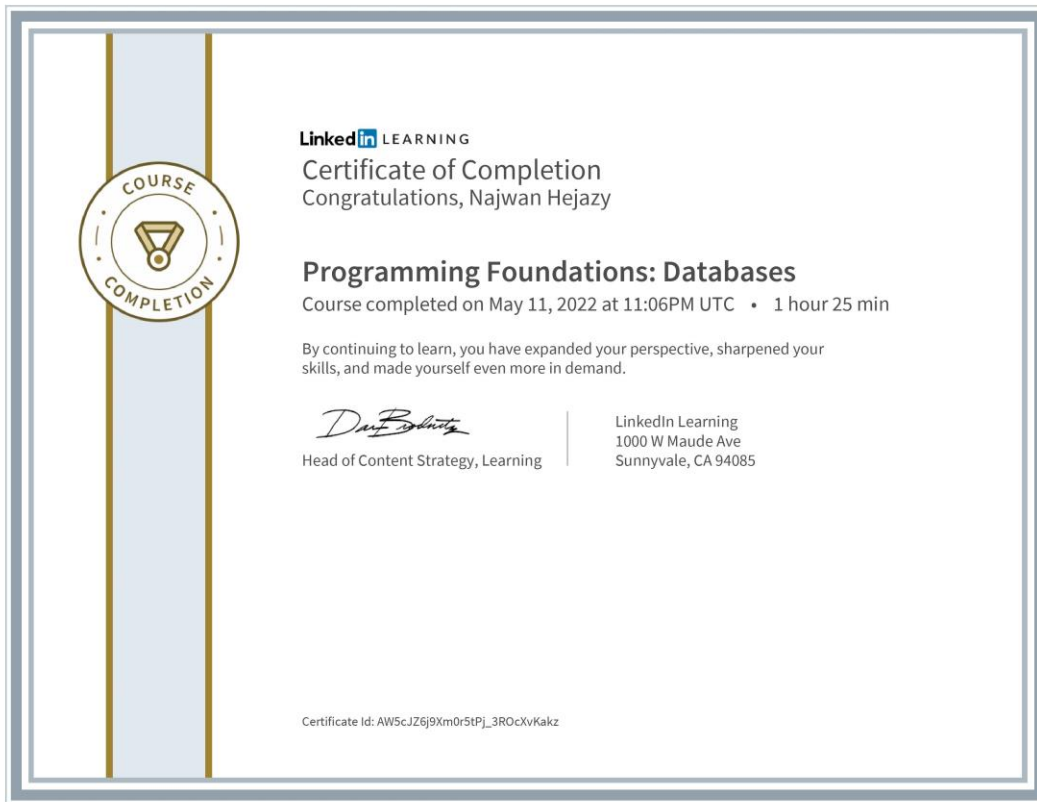 COURSE
COMPLETION
Linked in LEARNING
Certificate of Completion
Congratulations, Najwan Hejazy
Programming Foundations: Databases
Course completed on May 11, 2022 at 11:06PM UTC • 1 hour 25 min
By continuing to learn, you have expanded your perspective, sharpened your
skills, and made yourself even more in demand.
Head of Content Strategy, Learning
LinkedIn Learning
1000 W Maude Ave
Sunnyvale, CA 94085
Certificate Id: AW5cJZ6j9Xm0r5tPj_3ROcXvKakz